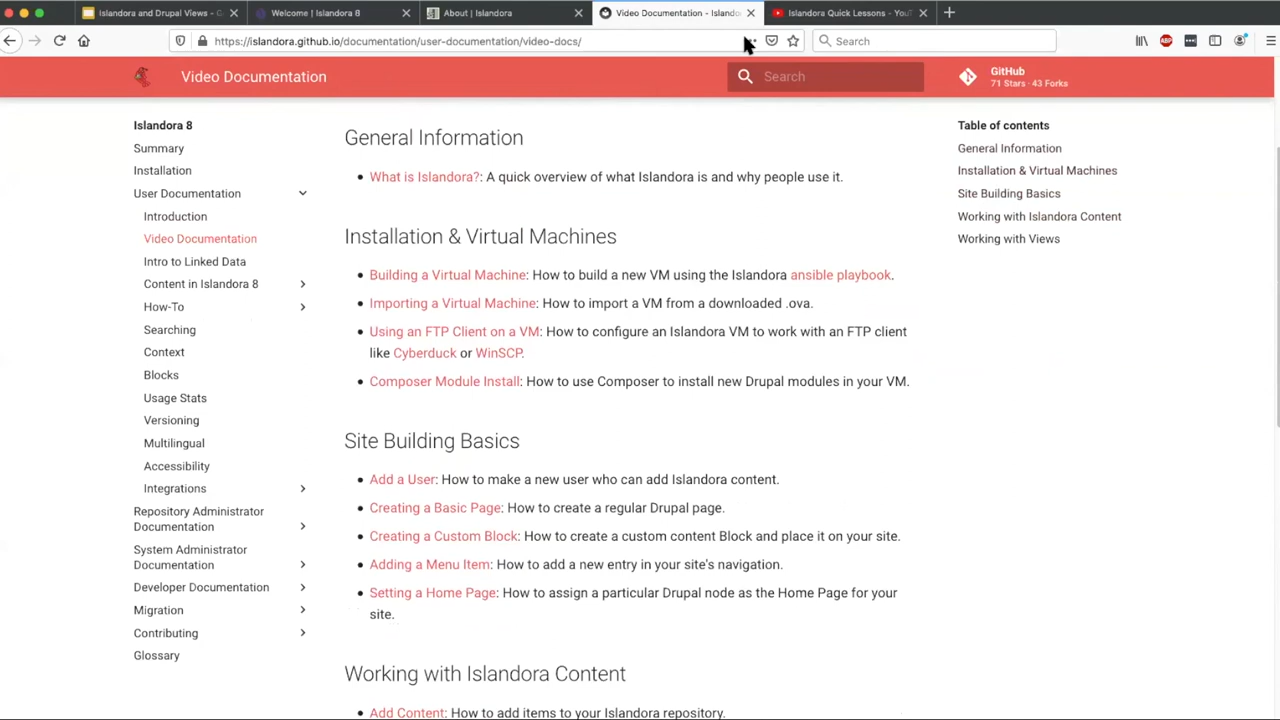 Islandora and Drupal Views - G
Welcome | Islandora 8
About | Islandora
Video Documentation - Islando
Islandora Quick Lessons - YouT
https://islandora.github.io/documentation/user-documentation/video-docs/
Search
Video Documentation
Search
GitHub
71 Stars · 43 Forks
Islandora 8
Summary
Installation
User Documentation
Introduction
Video Documentation
Intro to Linked Data
Content in Islandora 8
How-To
Searching
Context
Blocks
Usage Stats
Versioning
Multilingual
Accessibility
Integrations
Repository Administrator
Documentation
System Administrator
Documentation
Developer Documentation
Migration
Contributing
Glossary
General Information
• What is Islandora?: A quick overview of what Islandora is and why people use it.
Installation & Virtual Machines
• Building a Virtual Machine: How to build a new VM using the Islandora ansible playbook.
• Importing a Virtual Machine: How to import a VM from a downloaded .ova.
• Using an FTP Client on a VM: How to configure an Islandora VM to work with an FTP client
like Cyberduck or WinSCP.
• Composer Module Install: How to use Composer to install new Drupal modules in your VM.
Site Building Basics
• Add a User: How to make a new user who can add Islandora content.
• Creating a Basic Page: How to create a regular Drupal page.
• Creating a Custom Block: How to create a custom content Block and place it on your site.
• Adding a Menu Item: How to add a new entry in your site's navigation.
• Setting a Home Page: How to assign a particular Drupal node as the Home Page for your
site.
Working with Islandora Content
Add Content: How to add items to your Islandora repository.
Table of contents
General Information
Installation & Virtual Machines
Site Building Basics
Working with Islandora Content
Working with Views
ABP